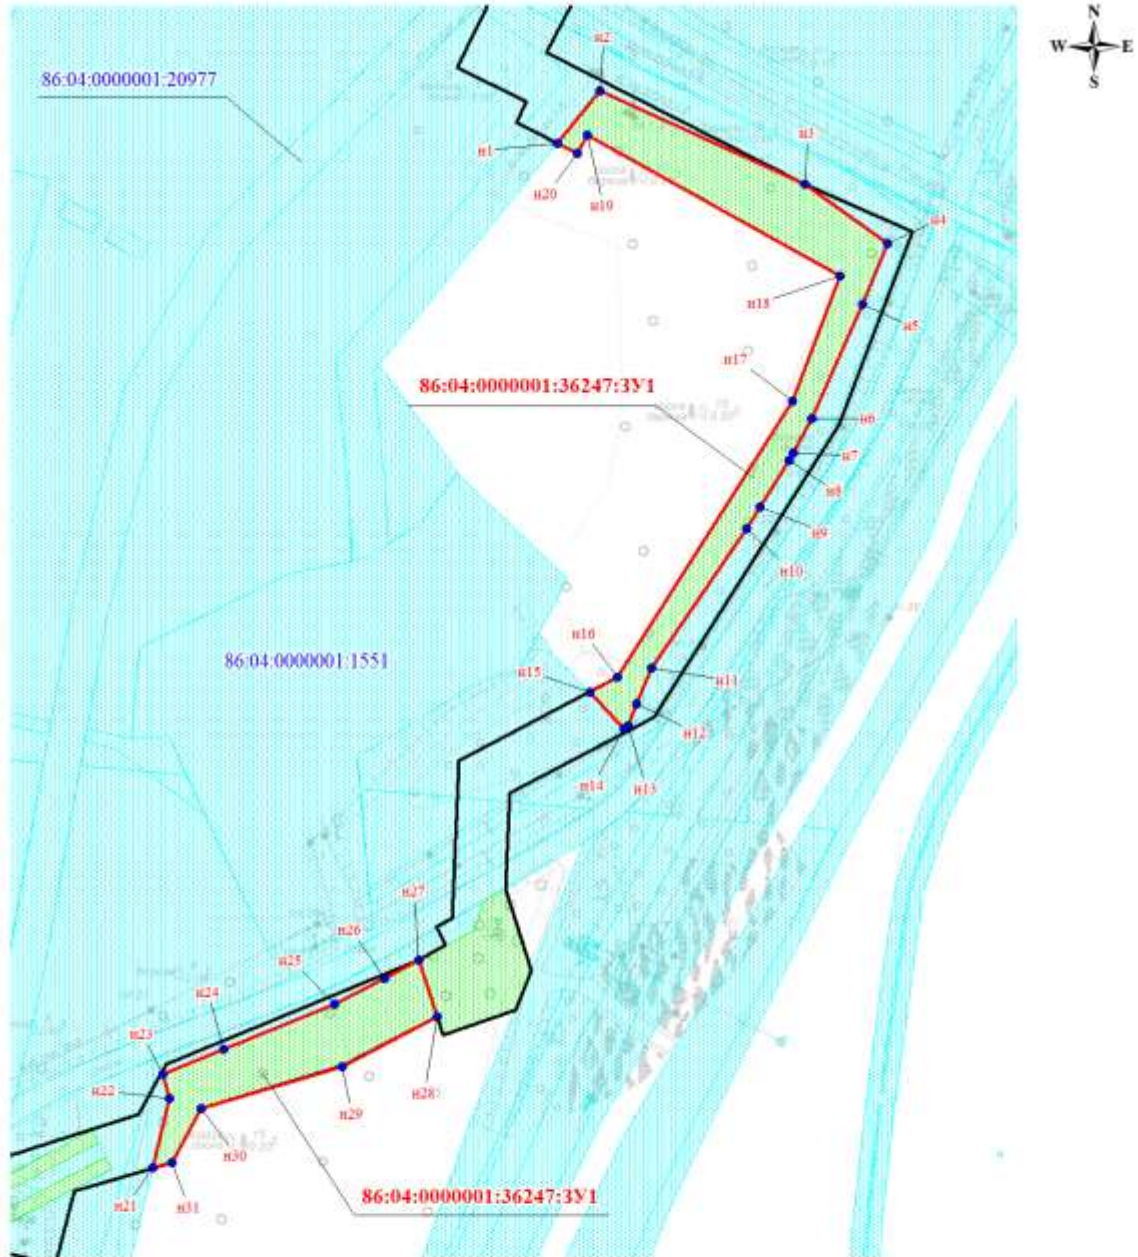 N
W E
S
н2
86:04:0000001:20977
н1
н3
н20
н19
н4
н18
н5
н17
86:04:0000001:36247:ЗУ1
н6
н7
н8
н9
н10
н16
86:04:0000001:1551
н15
н11
н12
н14
н13
н27
н26
н25
н24
н23
н22
н28
н29
н30
86:04:0000001:36247:ЗУ1
н21
н31